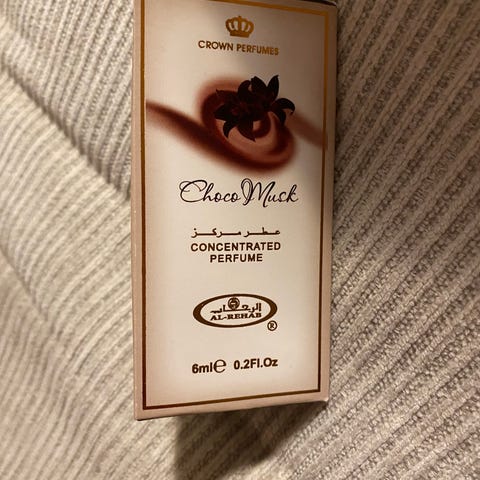 CROWN PERFUMES
Choco Musk
عطر مركز
CONCENTRATED
PERFUME
الرحاب
AL-REHAB
®
6ml℮ 0.2Fl.Oz